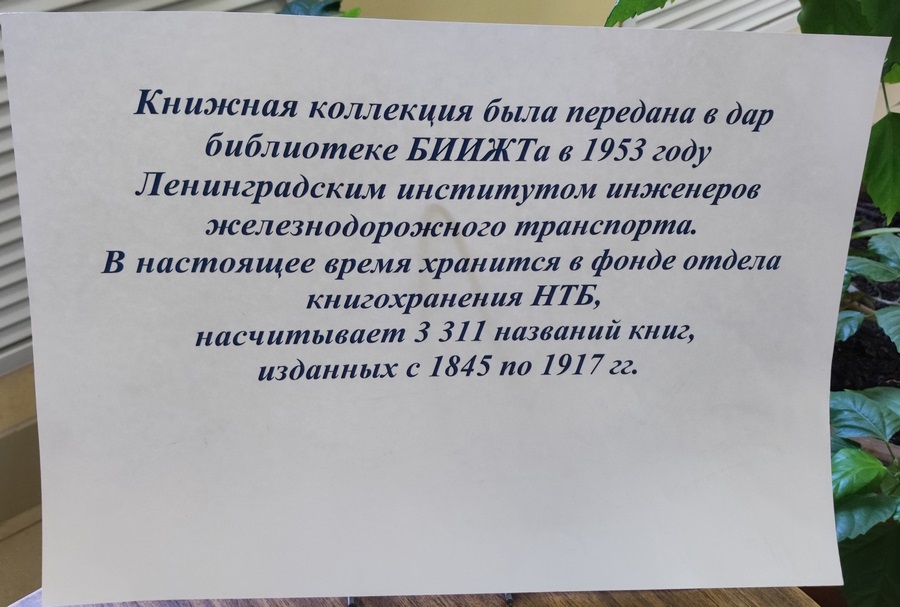 Книжная коллекция была передана в дар
библиотеке БИИЖТа в 1953 году
Ленинградским институтом инженеров
железнодорожного транспорта.
В настоящее время хранится в фонде отдела
книгохранения НТБ,
насчитывает 3 311 названий книг,
изданных с 1845 по 1917 гг.